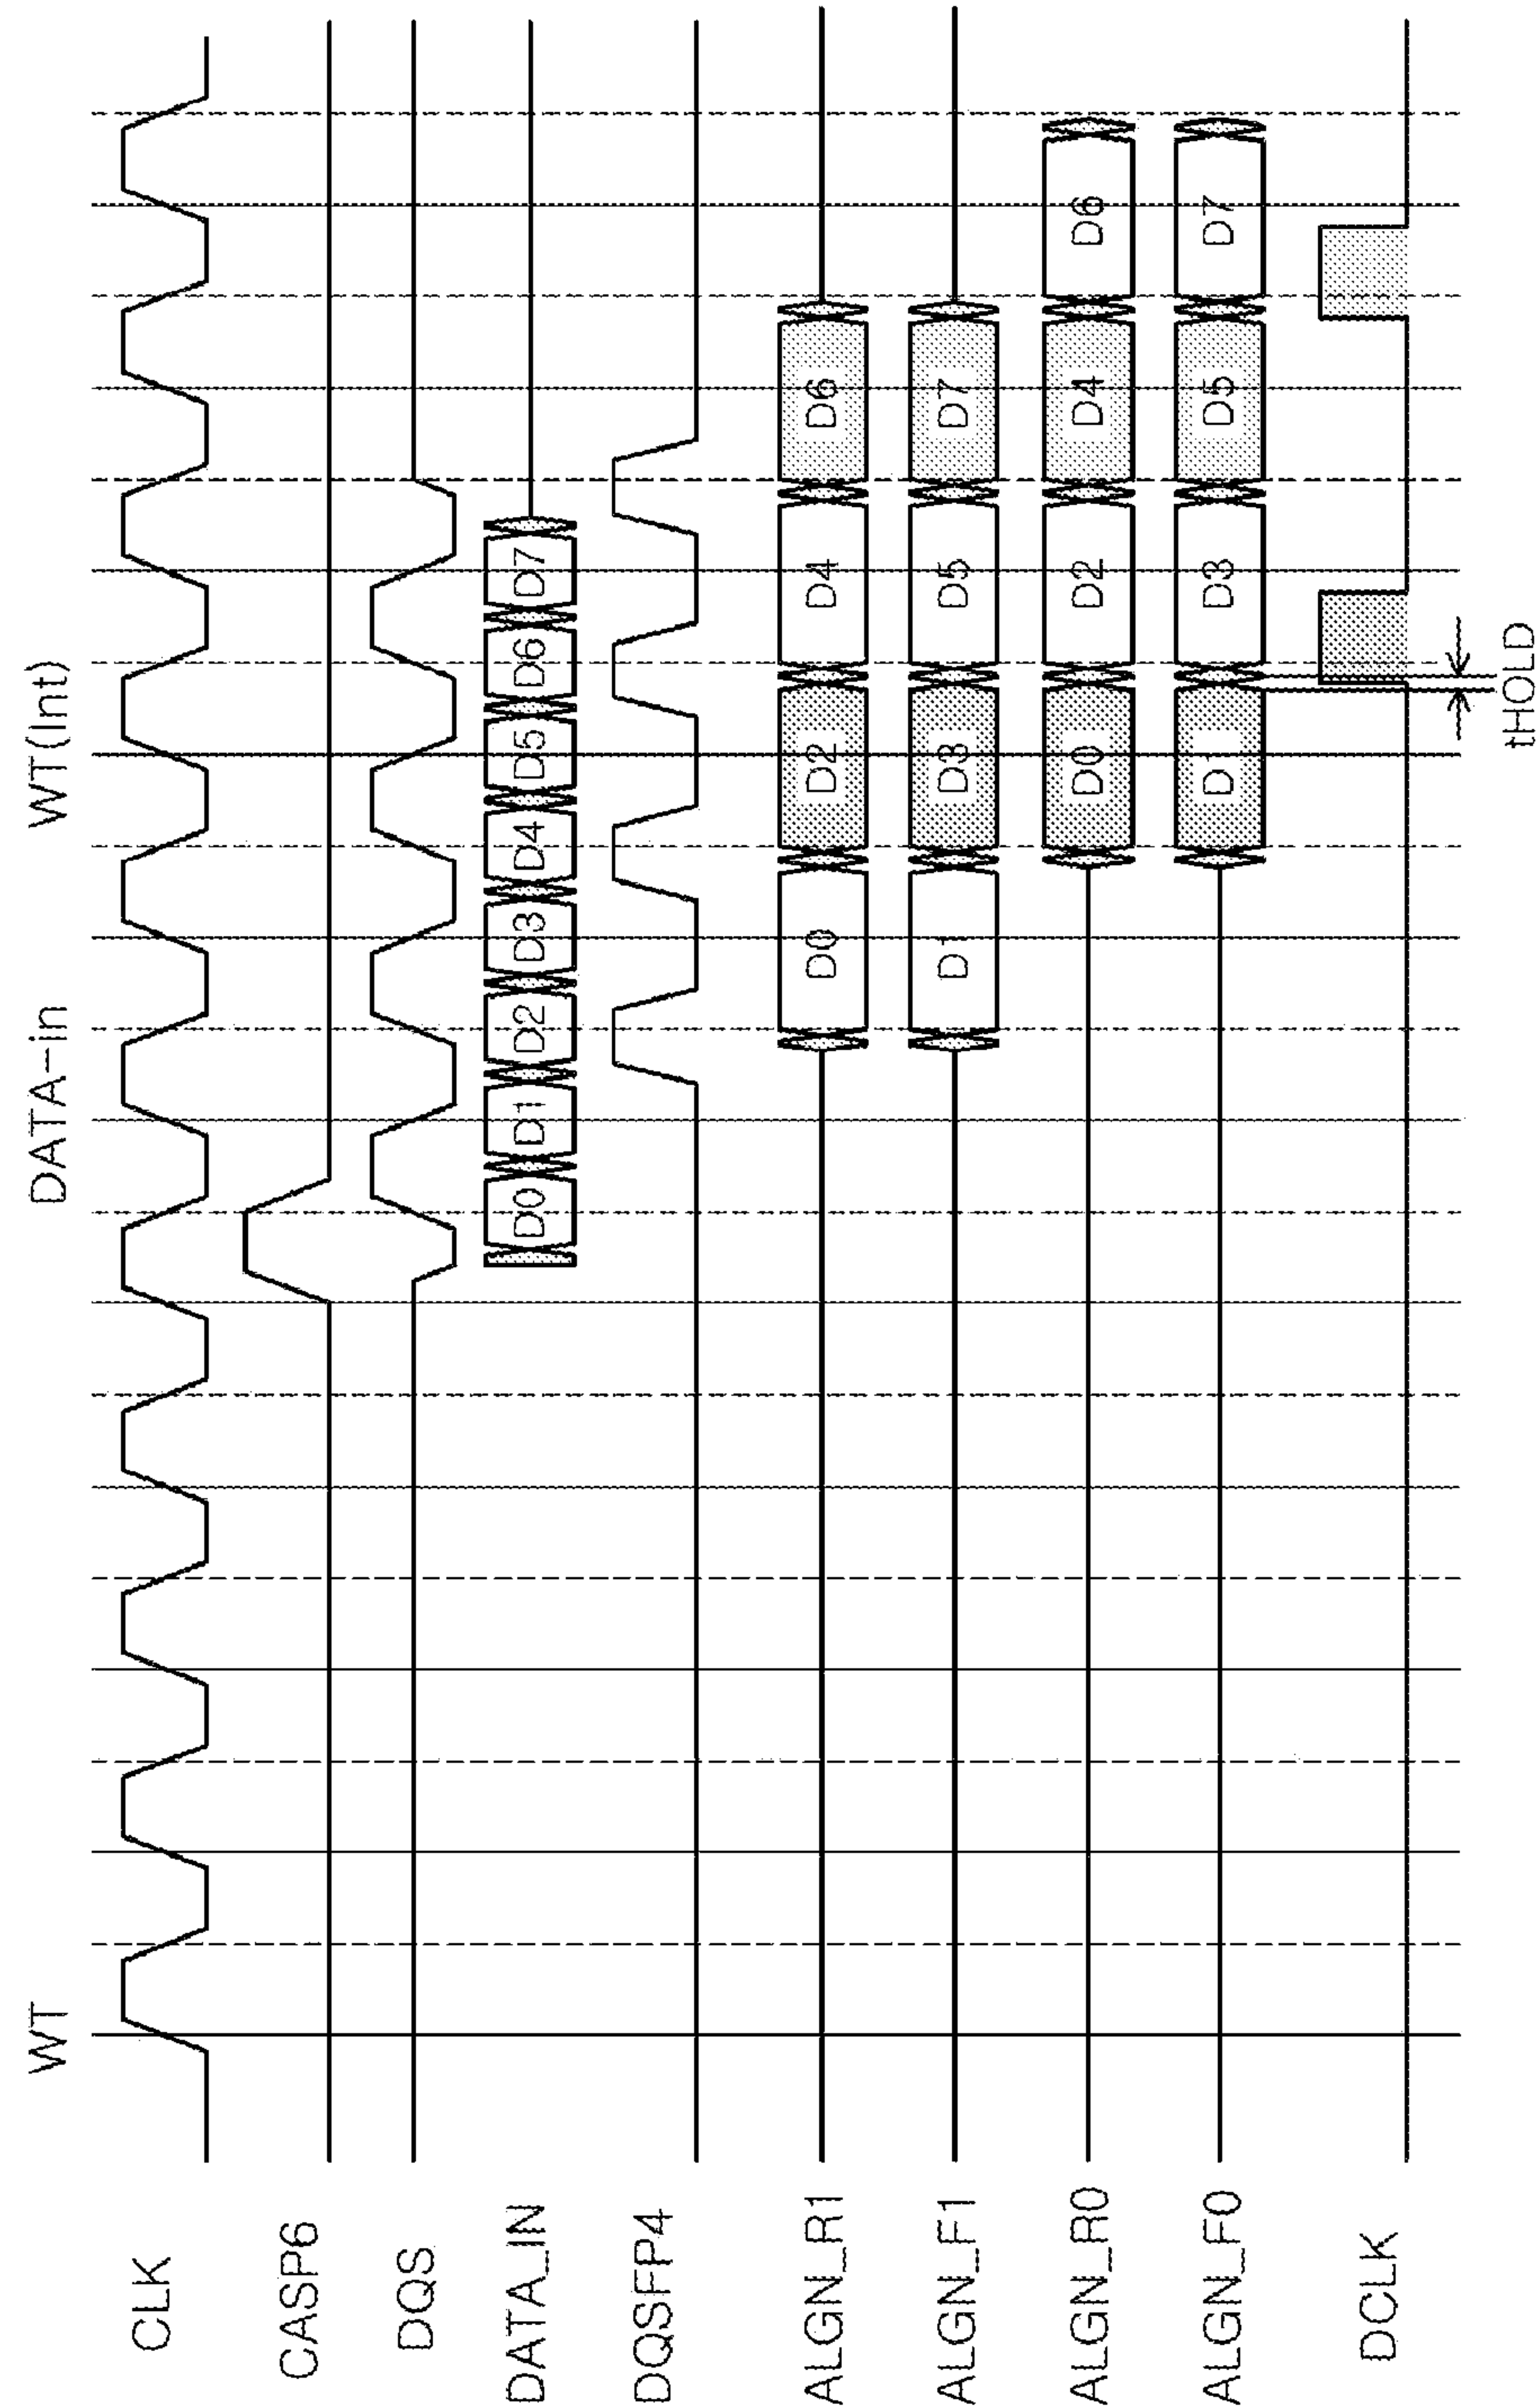 WT DATA-in WT(Int)
CLK
CASP6
DQS
DATA_IN D0 D1 D2 D3 D4 D5 D6 D7
DQSFP4
ALGN_R1 D0 D2 D4 D6
ALGN_F1 D1 D3 D5 D7
ALGN_R0 D0 D2 D4 D6
ALGN_F0 D1 D3 D5 D7
DCLK
tHOLD